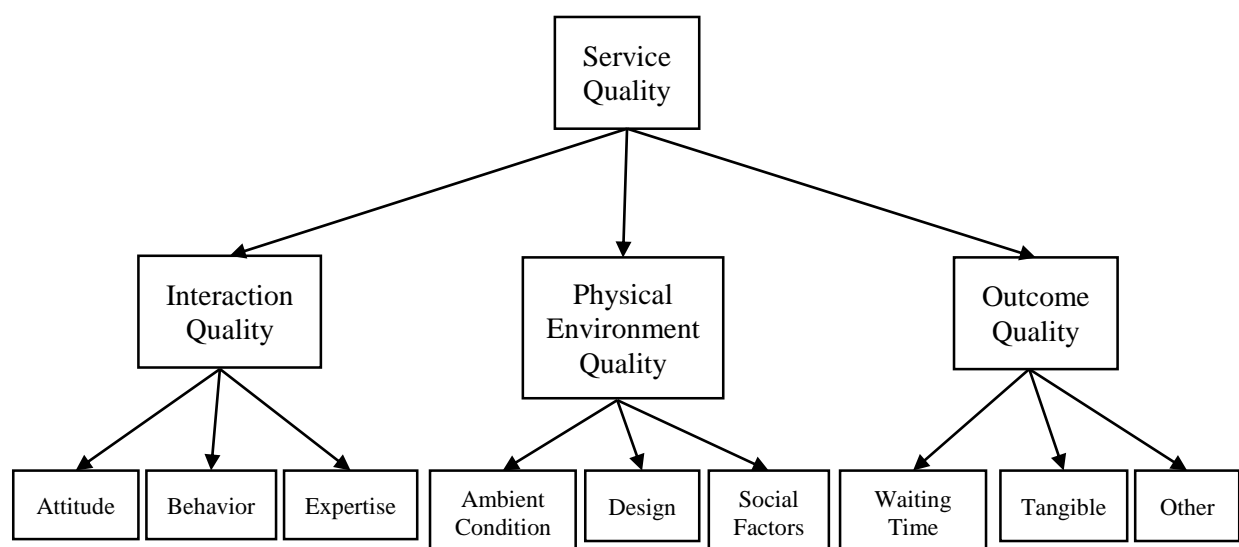 Service
Quality
Interaction
Quality
Physical
Environment
Quality
Outcome
Quality
Attitude
Behavior
Expertise
Ambient
Condition
Design
Social
Factors
Waiting
Time
Tangible
Other